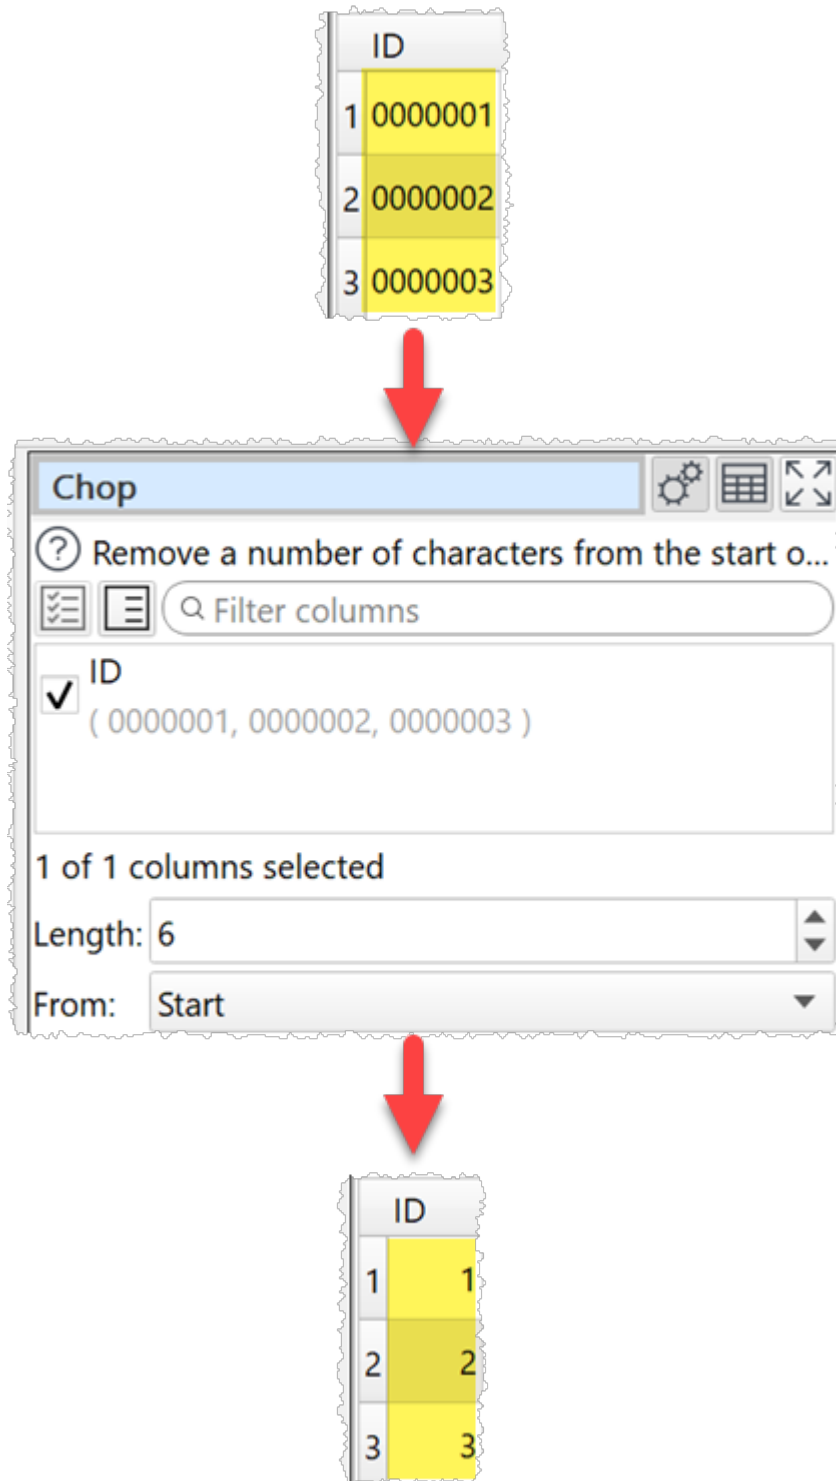 ID
1 0000001
2 0000002
3 0000003
Chop
? Remove a number of characters from the start o...
Filter columns
ID
( 0000001, 0000002, 0000003 )
1 of 1 columns selected
Length: 6
From: Start
ID
1 1
2 2
3 3